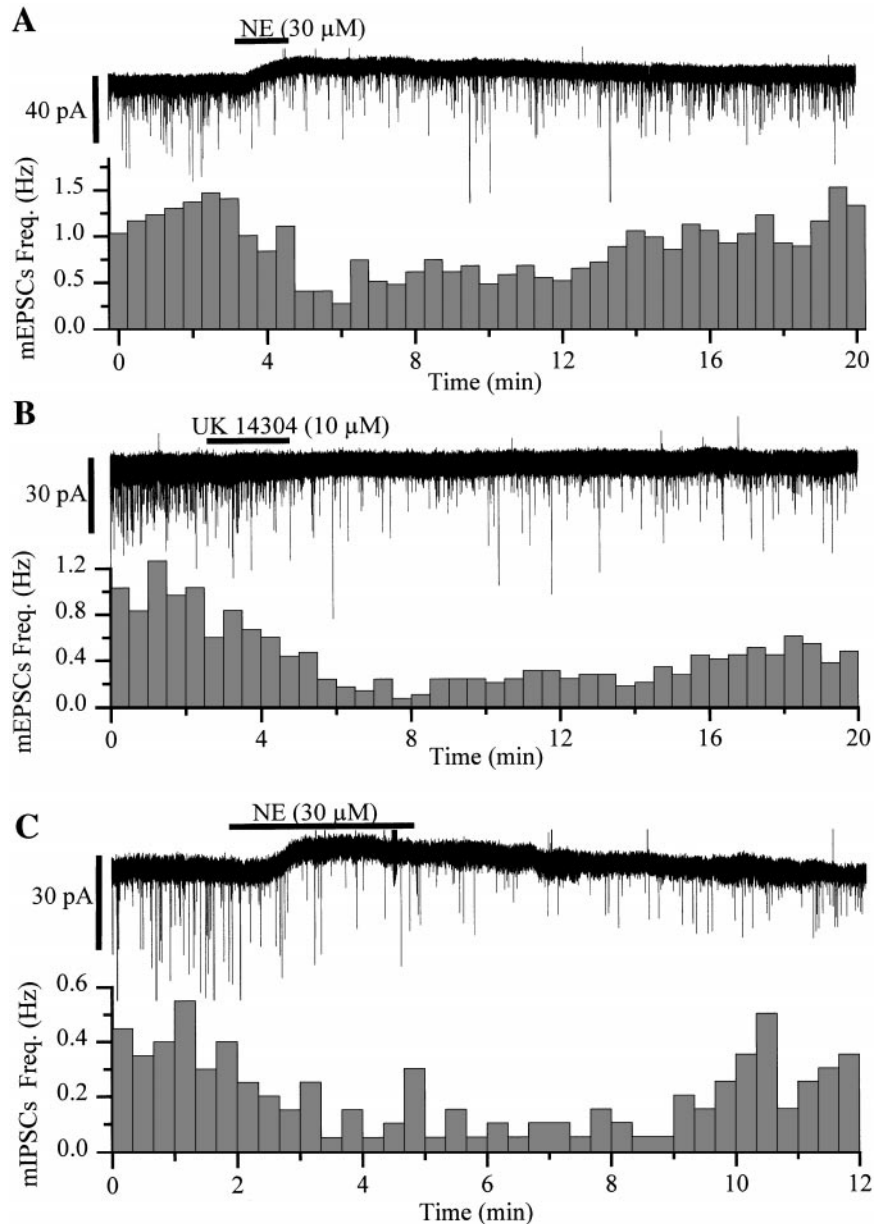 A
NE (30 µM)
40 pA
mEPSCs Freq. (Hz)
1.5
1.0
0.5
0.0
0 4 8 12 16 20
Time (min)
B
UK 14304 (10 µM)
30 pA
mEPSCs Freq. (Hz)
1.2
0.8
0.4
0.0
0 4 8 12 16 20
Time (min)
C
NE (30 µM)
30 pA
mIPSCs Freq. (Hz)
0.6
0.4
0.2
0.0
0 2 4 6 8 10 12
Time (min)